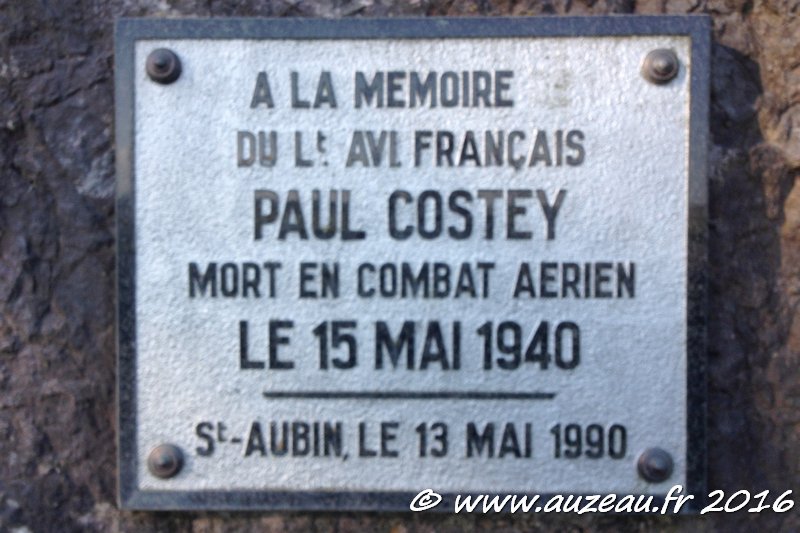 A LA MEMOIRE
DU Lt AVI. FRANÇAIS
PAUL COSTEY
MORT EN COMBAT AERIEN
LE 15 MAI 1940
St-AUBIN, LE 13 MAI 1990
© www.auzeau.fr 2016